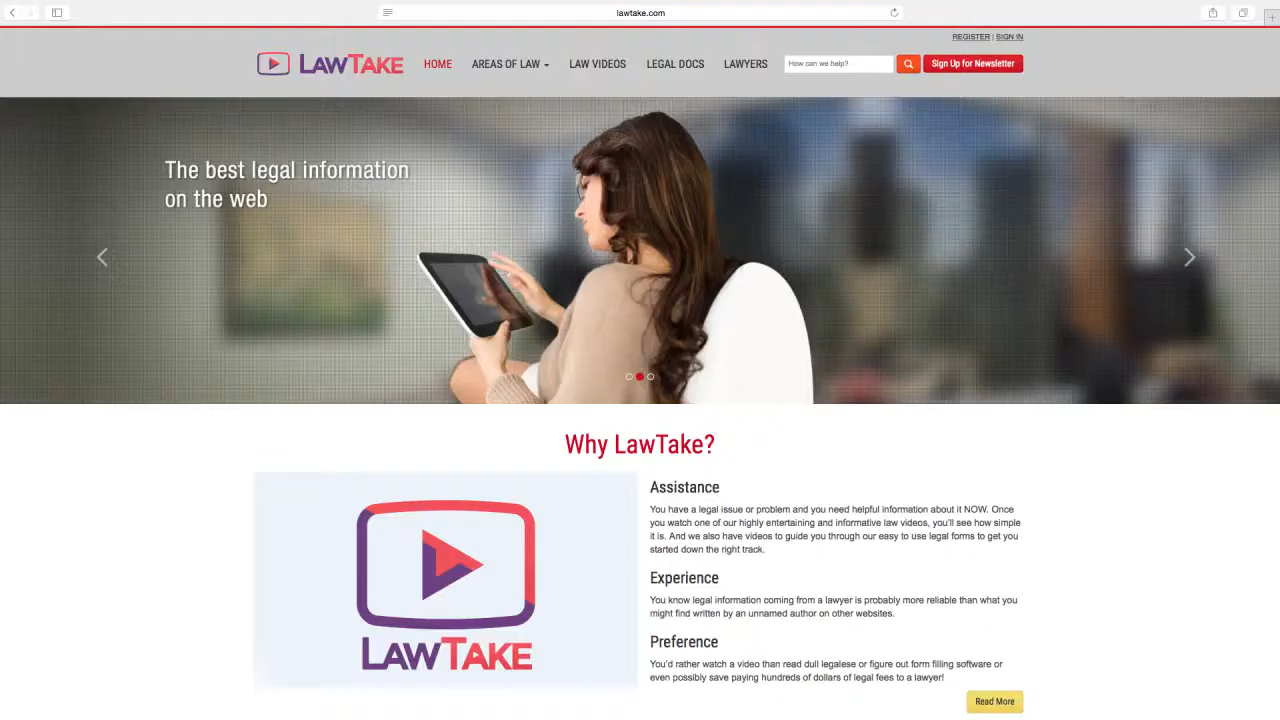 lawtake.com
REGISTER | SIGN IN
LAWTAKE
HOME
AREAS OF LAW
LAW VIDEOS
LEGAL DOCS
LAWYERS
How can we help?
Sign Up for Newsletter
The best legal information
on the web
Why LawTake?
LAWTAKE
Assistance
You have a legal issue or problem and you need helpful information about it NOW. Once
you watch one of our highly entertaining and informative law videos, you'll see how simple
it is. And we also have videos to guide you through our easy to use legal forms to get you
started down the right track.
Experience
You know legal information coming from a lawyer is probably more reliable than what you
might find written by an unnamed author on other websites.
Preference
You'd rather watch a video than read dull legalese or figure out form filling software or
even possibly save paying hundreds of dollars of legal fees to a lawyer!
Read More